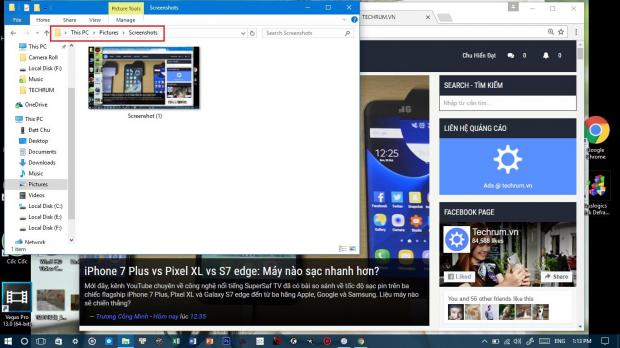 Picture Tools
Screenshots
File
Home
Share
View
Manage
This PC
Pictures
Screenshots
Search Screenshots
This PC
Camera Roll
Local Disk (F:)
Music
TECHRUM
OneDrive
This PC
Đatt Chu
Desktop
Documents
Downloads
Music
Pictures
Videos
Local Disk (C:)
Local Disk (E:)
Local Disk (F:)
Network
1 item
Screenshot (1)
TECHRUM.VN
Chu Hiển Đạt
SEARCH - TÌM KIẾM
Nhập từ cần tìm...
LIÊN HỆ QUẢNG CÁO
Ads @ techrum.vn
FACEBOOK PAGE
Techrum.vn
84,588 likes
Liked
Share
You and 56 other friends like this
12:25
iPhone 7 Plus vs Pixel XL vs S7 edge: Máy nào sạc nhanh hơn?
Mới đây, kênh YouTube chuyên về công nghệ nổi tiếng SuperSaf TV đã có bài so sánh về tốc độ sạc pin trên ba
chiếc flagship iPhone 7 Plus, Pixel XL và Galaxy S7 edge đến từ ba hãng Apple, Google và Samsung. Liệu máy nào
sẽ chiến thắng?
— Trương Công Minh - Hôm nay lúc 12:35
Google
Chrome
Cốc Cốc
Vegas Pro
13.0 (64-bit)
ENG
1:13 PM